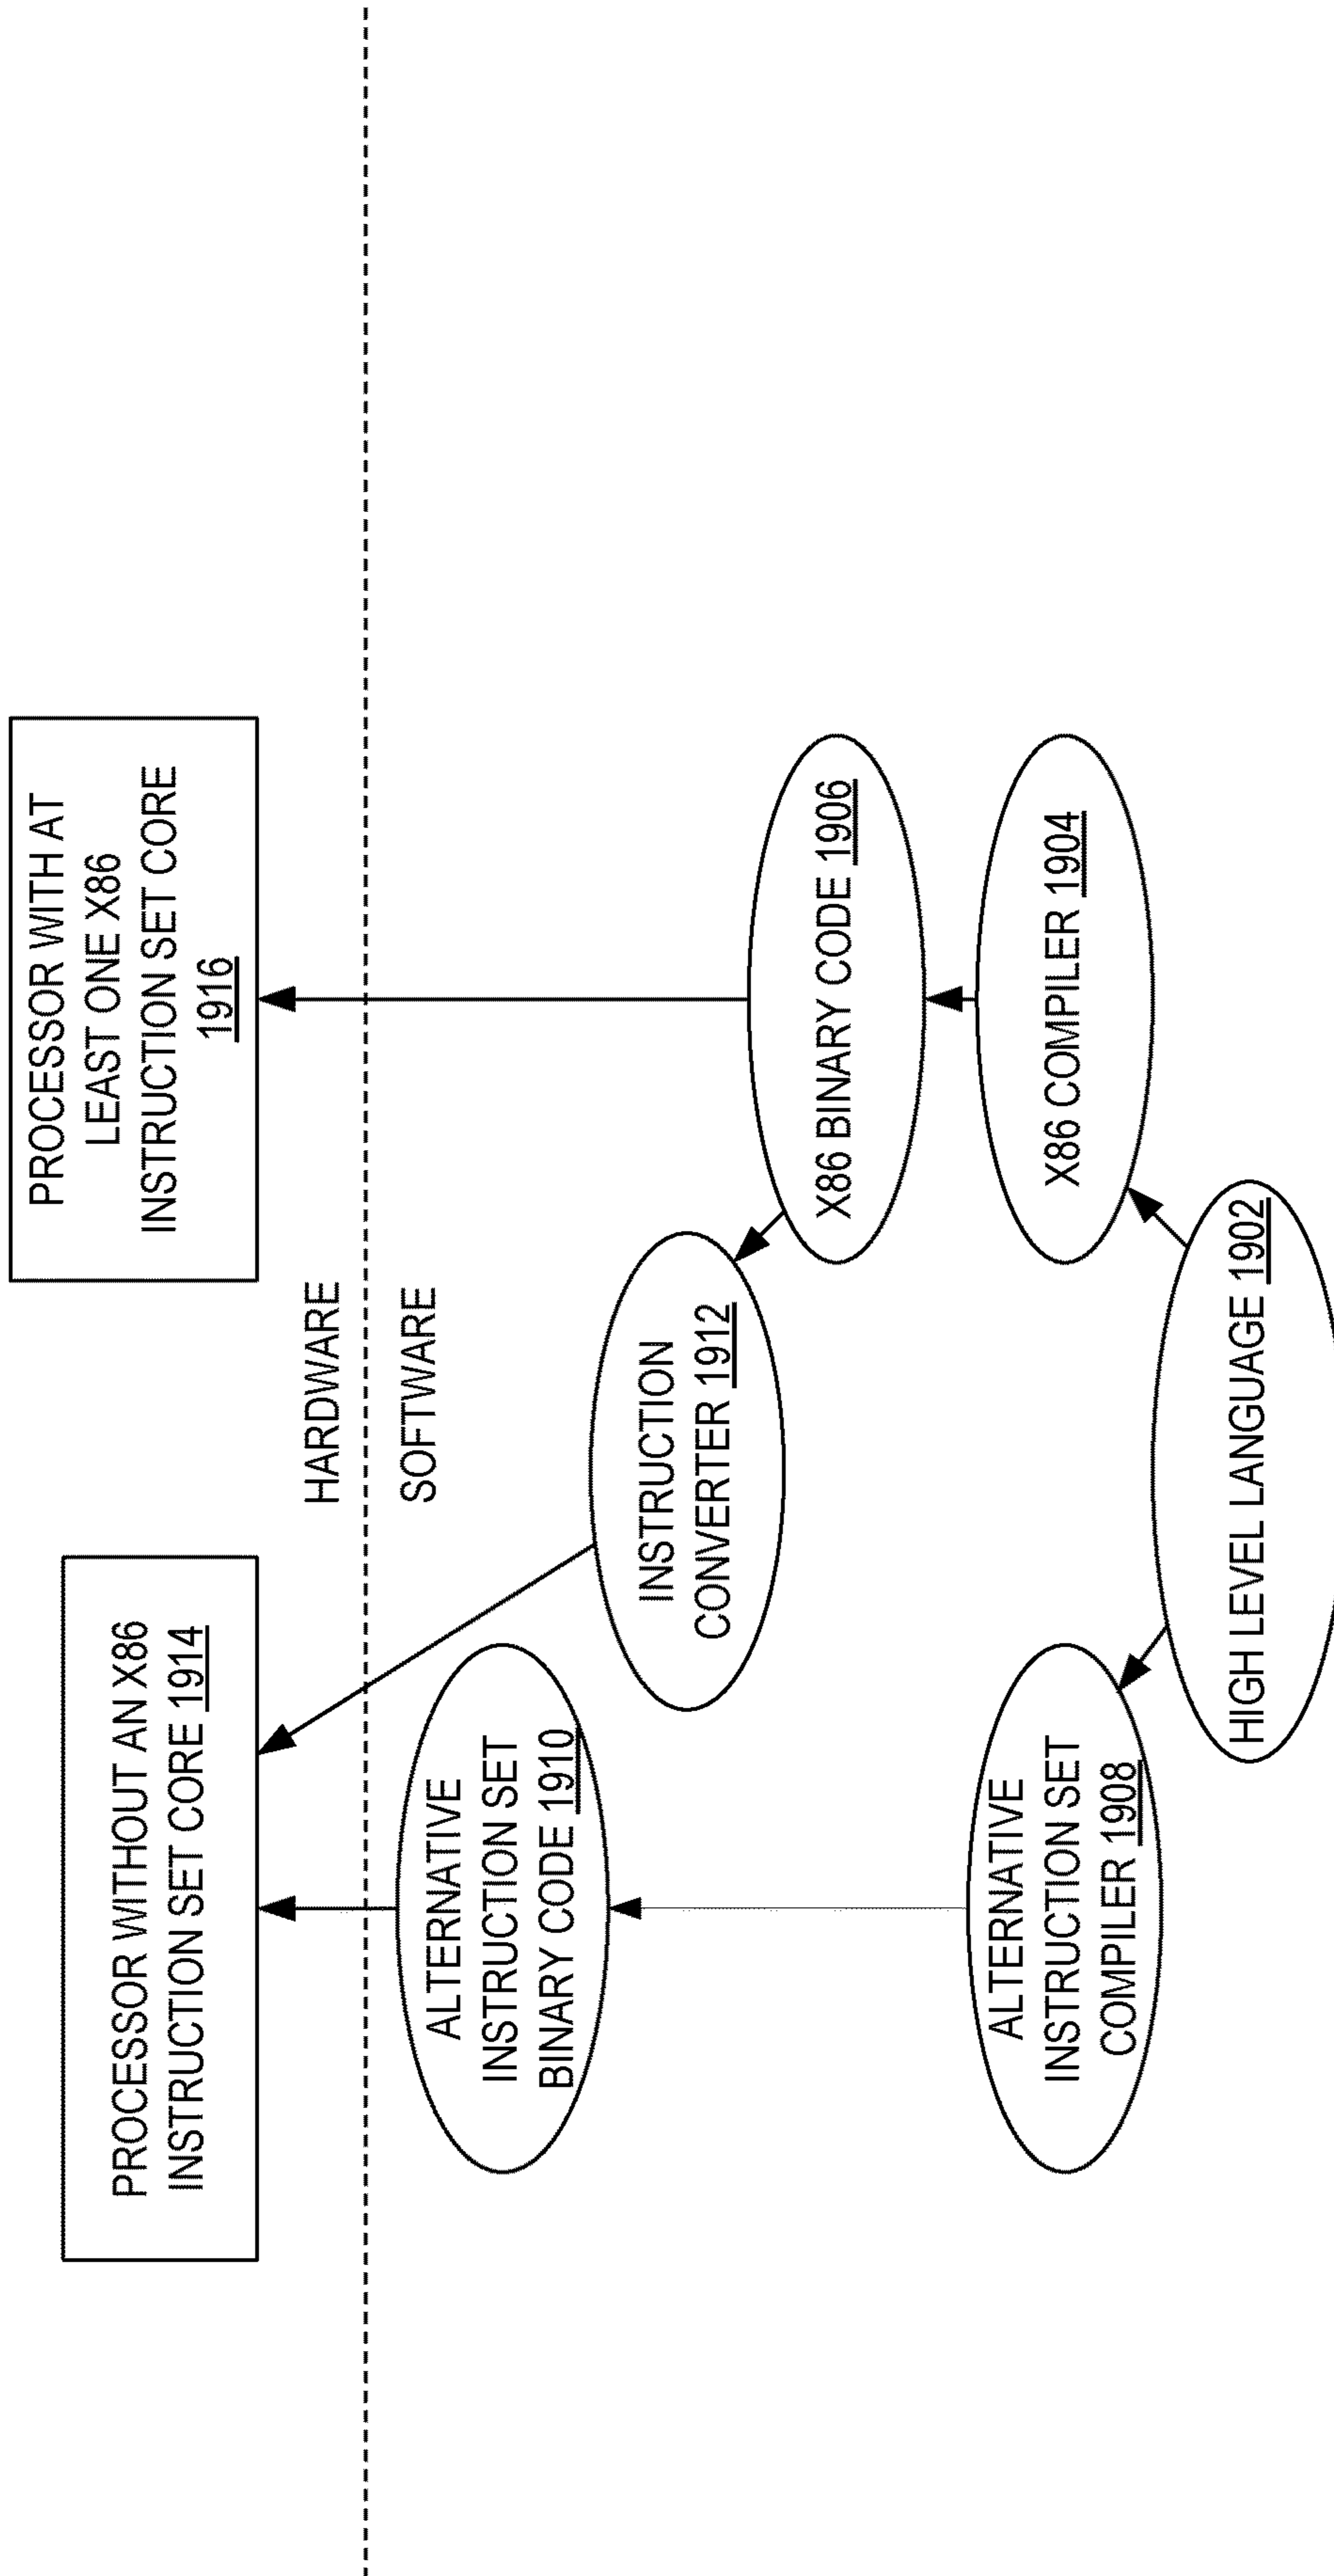 PROCESSOR WITHOUT AN X86
INSTRUCTION SET CORE 1914
PROCESSOR WITH AT
LEAST ONE X86
INSTRUCTION SET CORE
1916
HARDWARE
SOFTWARE
ALTERNATIVE
INSTRUCTION SET
BINARY CODE 1910
INSTRUCTION
CONVERTER 1912
X86 BINARY CODE 1906
ALTERNATIVE
INSTRUCTION SET
COMPILER 1908
X86 COMPILER 1904
HIGH LEVEL LANGUAGE 1902